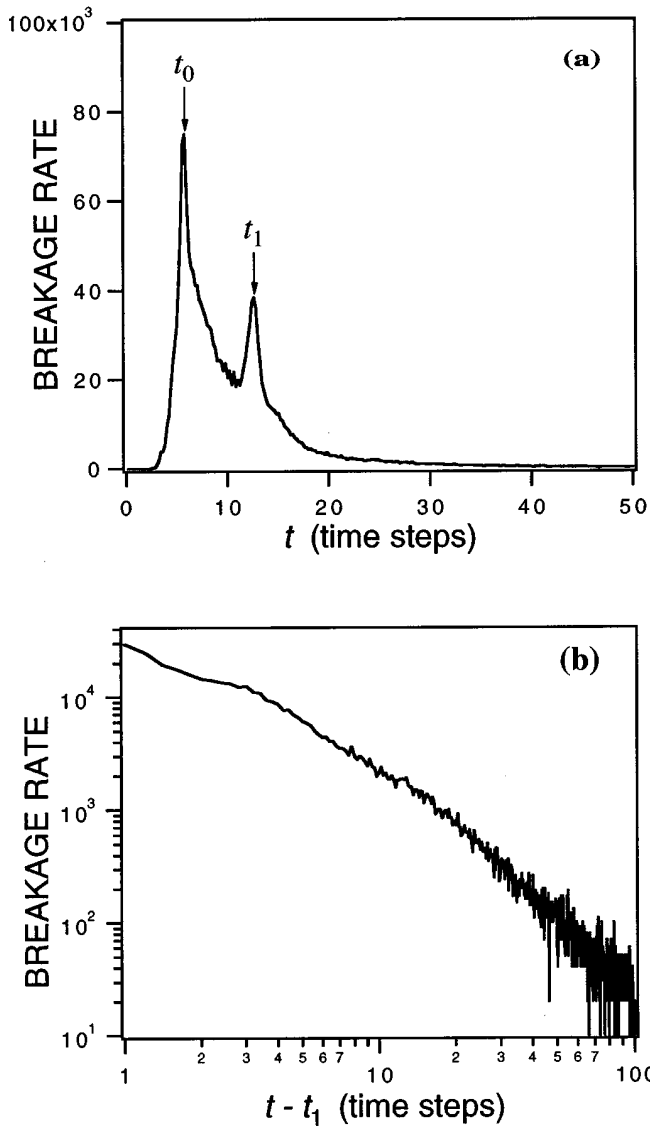 100x10³
(a)
t₀
80
BREAKAGE RATE
60
t₁
40
20
0
0 10 20 30 40 50
t (time steps)
(b)
10⁴
BREAKAGE RATE
10³
10²
10¹
2 3 4 5 6 7 2 3 4 5 6 7
1 10 100
t - t₁ (time steps)